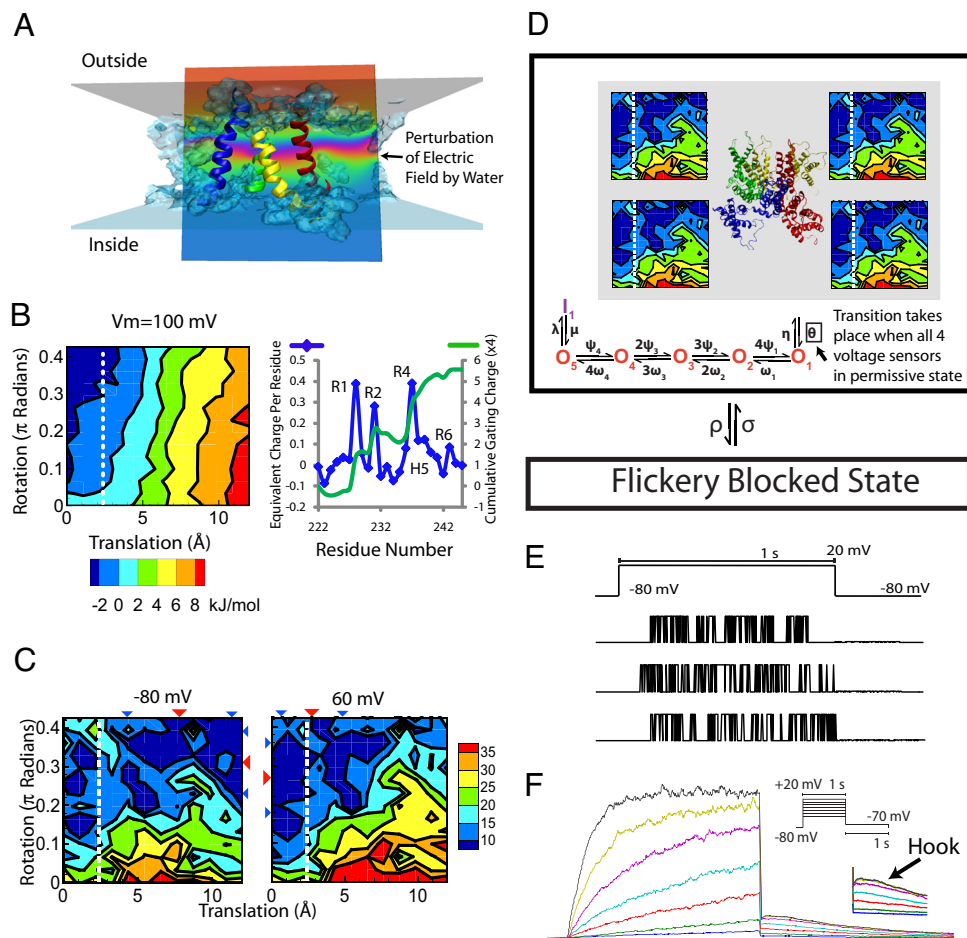 A
Outside
Perturbation
of Electric
Field by Water
Inside
B
Vm=100 mV
Rotation (π Radians)
0.4
0.3
0.2
0.1
0
0 5 10
Translation (Å)
-2 0 2 4 6 8 kJ/mol
Equivalent Charge Per Residue
0.5
0.4
0.3
0.2
0.1
0
-0.1
-0.2
R1
R2
R4
H5
R6
6
5
4
3
2
1
0
-1
Cumulative Gating Charge (x4)
222 232 242
Residue Number
C
-80 mV
60 mV
Rotation (π Radians)
0.4
0.3
0.2
0.1
0
0 5 10
0 5 10
Translation (Å)
35
30
25
20
15
10
D
I1
λ μ
O5 O4 O3 O2 O1
ψ4 2ψ3 3ψ2 4ψ1
4ω4 3ω3 2ω2 ω1
η θ
Transition takes
place when all 4
voltage sensors
in permissive state
ρ σ
Flickery Blocked State
E
1 s
20 mV
-80 mV
-80 mV
F
+20 mV 1 s
-70 mV
-80 mV
1 s
Hook